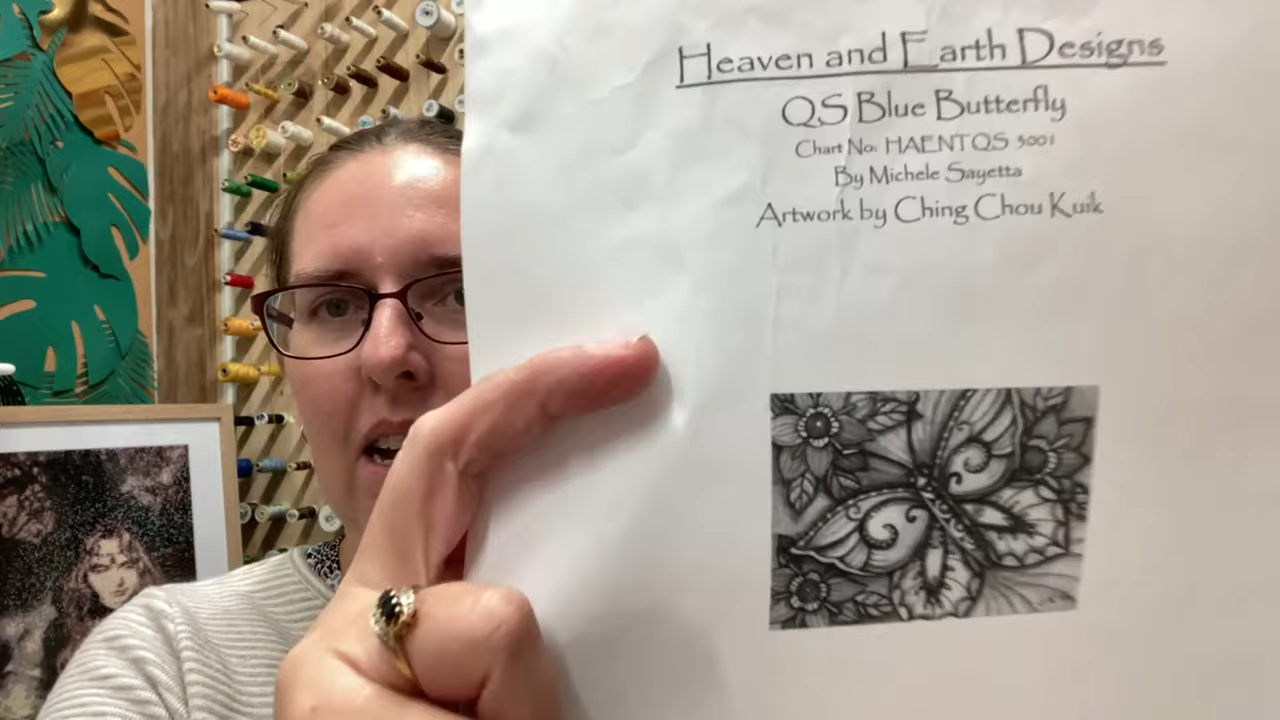 Heaven and Earth Designs
QS Blue Butterfly
Chart No: HAENTQS 3001
By Michele Sayetta
Artwork by Ching Chou Kuik